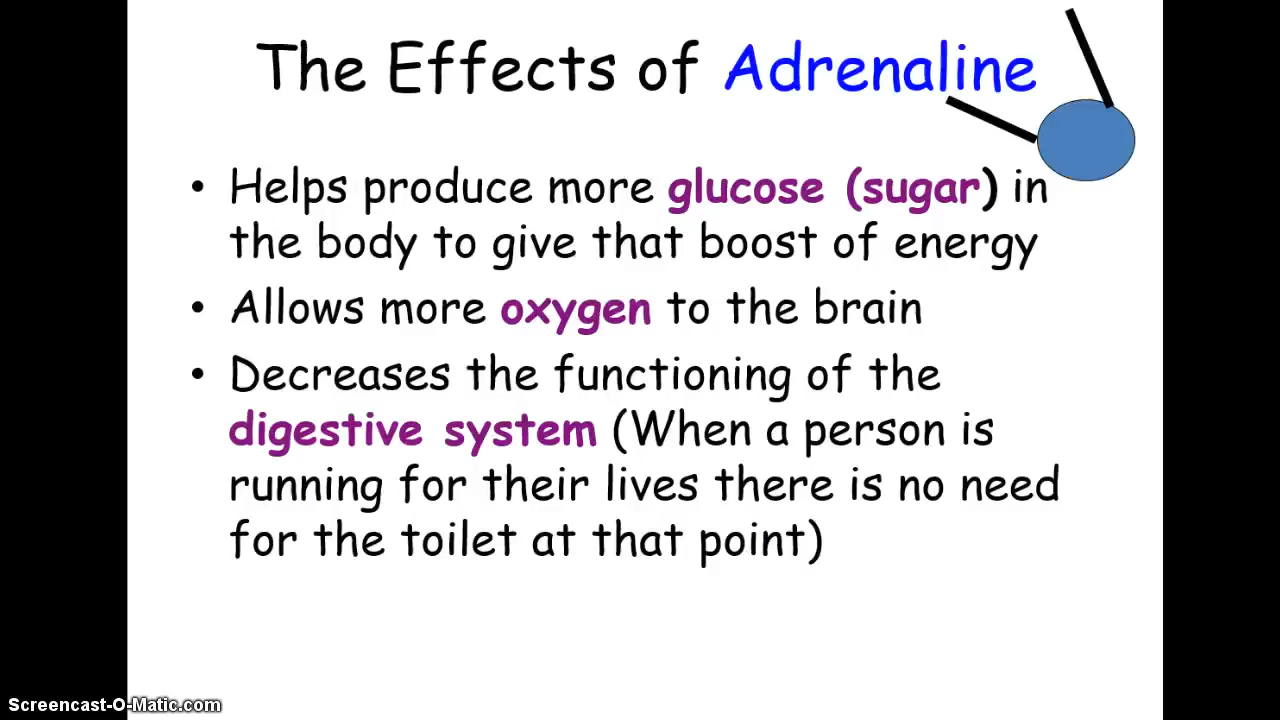 The Effects of Adrenaline
• Helps produce more glucose (sugar) in
the body to give that boost of energy
• Allows more oxygen to the brain
• Decreases the functioning of the
digestive system (When a person is
running for their lives there is no need
for the toilet at that point)
Screencast-O-Matic.com